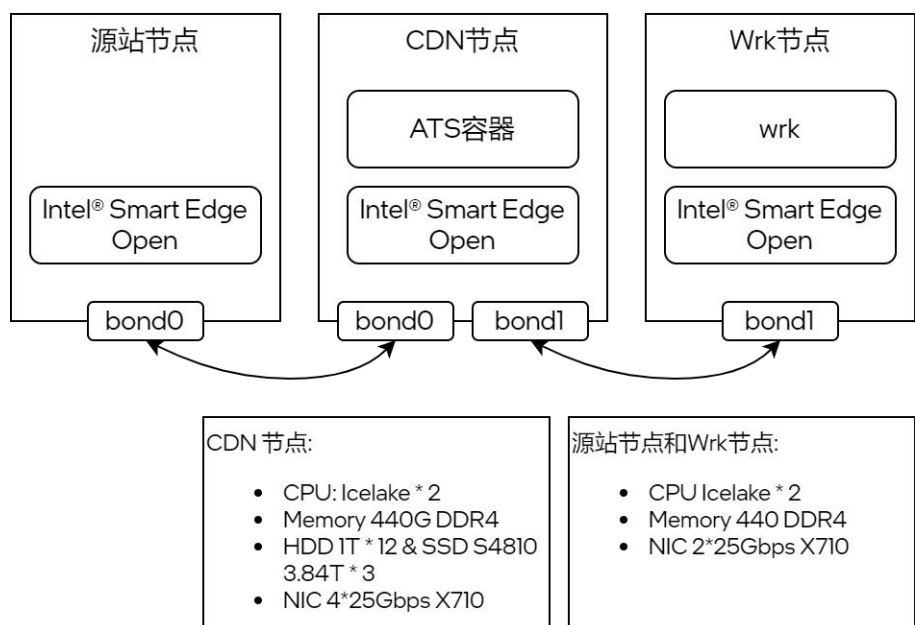 源站节点
CDN节点
Wrk节点
ATS容器
wrk
Intel® Smart Edge
Open
Intel® Smart Edge
Open
Intel® Smart Edge
Open
bond0
bond0
bond1
bond1
CDN 节点:
• CPU: Icelake * 2
• Memory 440G DDR4
• HDD 1T * 12 & SSD S4810
3.84T * 3
• NIC 4*25Gbps X710
源站节点和Wrk节点:
• CPU Icelake * 2
• Memory 440 DDR4
• NIC 2*25Gbps X710